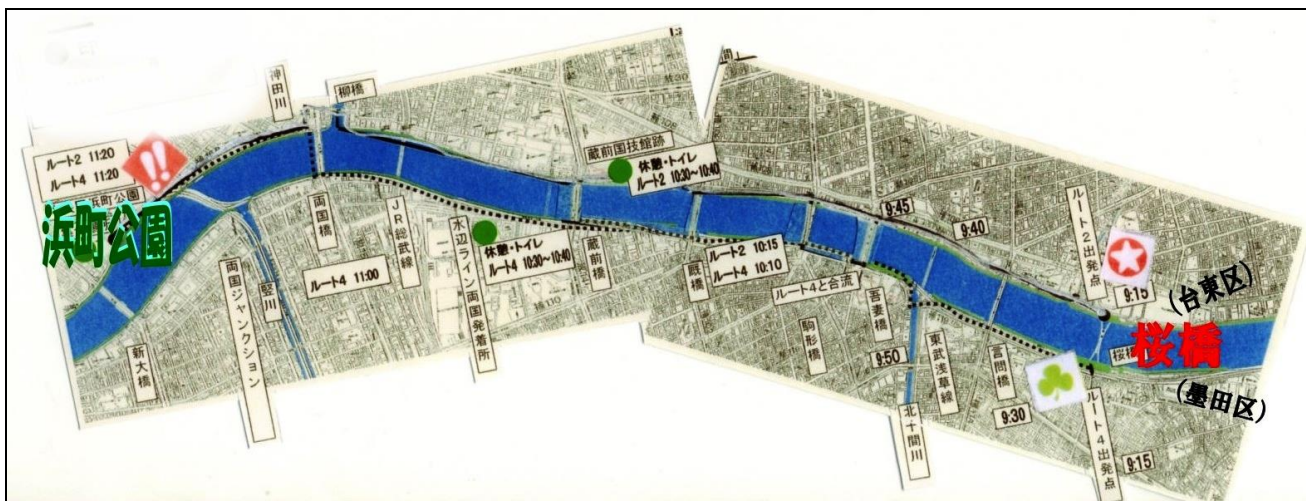 神田川
柳橋
ルート2 11:20
ルート4 11:20
浜町公園
浜町公園
両国橋
JR総武線
ルート4 11:00
水辺ライン両国発着所
休憩・トイレ
ルート4 10:30~10:40
蔵前橋
蔵前国技館跡
休憩・トイレ
ルート2 10:30~10:40
厩橋
ルート2 10:15
ルート4 10:10
ルート4と合流
駒形橋
吾妻橋
9:50
9:45
9:40
東武浅草線
北十間川
言問橋
9:30
ルート2出発点
9:15
(台東区)
桜橋
桜橋
(墨田区)
ルート4出発点
9:15
新大橋
両国ジャンクション
竪川